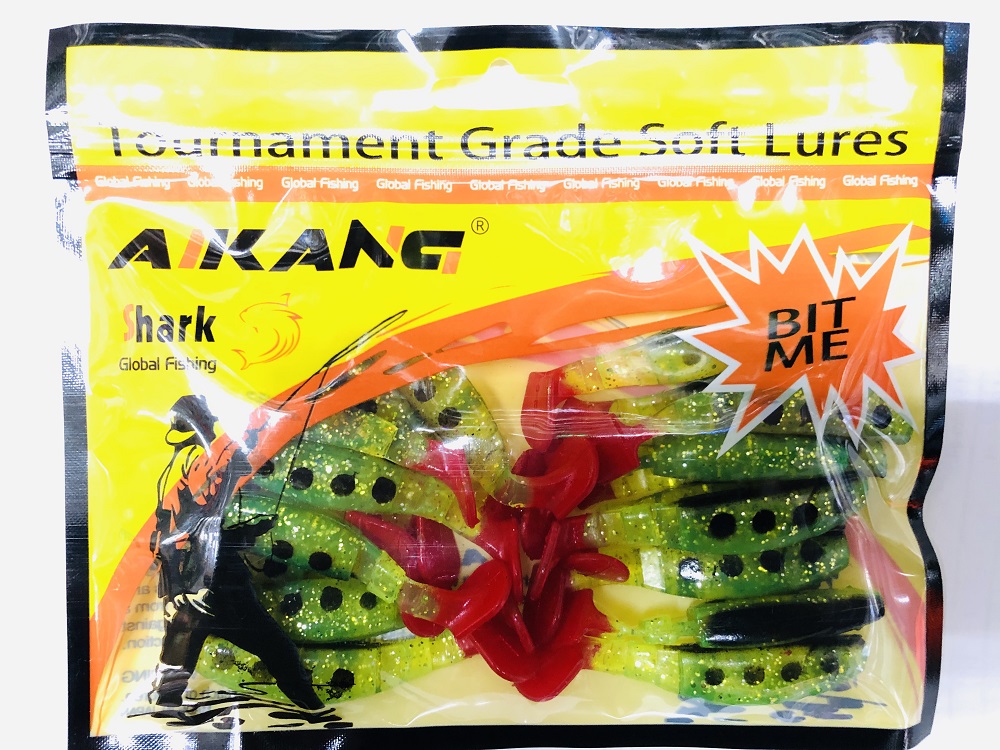 Tournament Grade Soft Lures
Global Fishing Global Fishing Global Fishing Global Fishing Global Fishing Global Fishing Global Fishing Global Fishing Global Fishing
AIKANG®
Shark
Global Fishing
BIT
ME